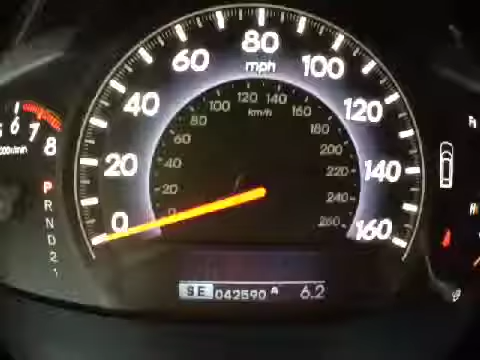 80
60 mph 100
40 120
20 140
0 160
120
100 140
80 km/h 160
60 180
40 200
20 220
0 240
260
6
7
8
P
R
N
D
2
1
SE 042590 A 6.2